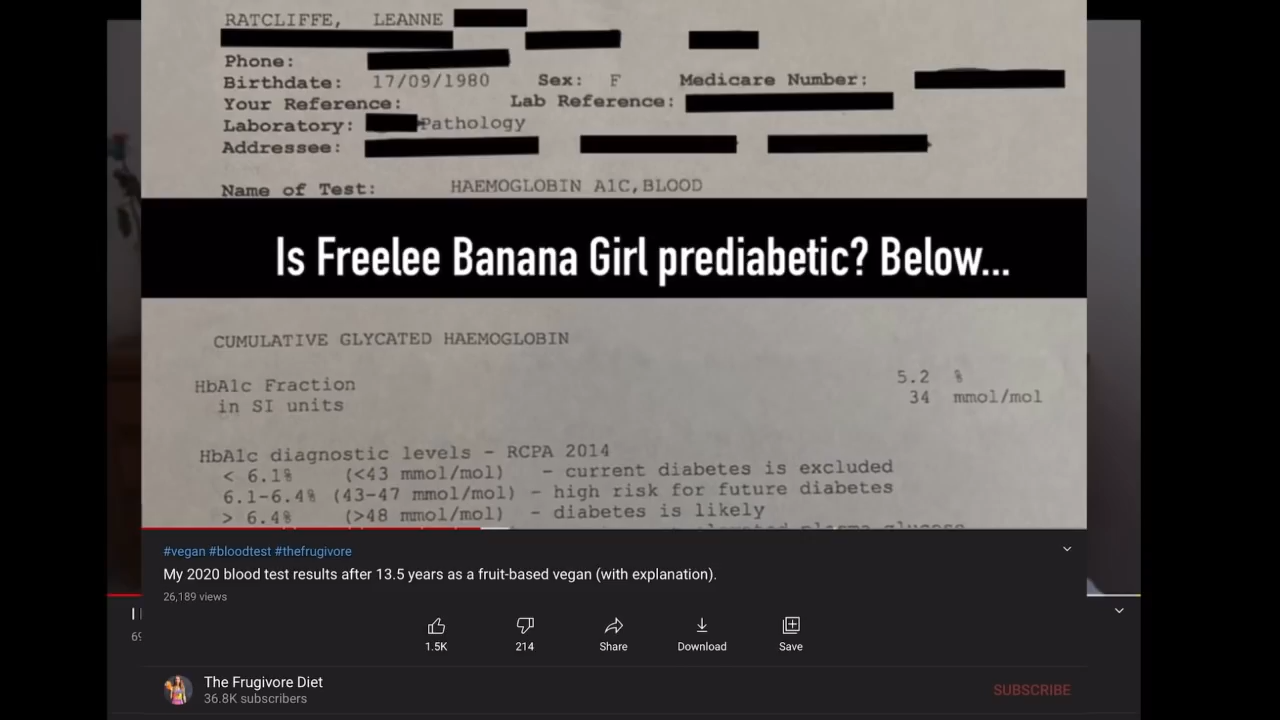 RATCLIFFE, LEANNE
Phone:
Birthdate: 17/09/1980 Sex: F Medicare Number:
Your Reference: Lab Reference:
Laboratory: Pathology
Addressee:
Name of Test: HAEMOGLOBIN A1C,BLOOD
Is Freelee Banana Girl prediabetic? Below...
CUMULATIVE GLYCATED HAEMOGLOBIN
HbA1c Fraction 5.2 %
in SI units 34 mmol/mol
HbA1c diagnostic levels - RCPA 2014
< 6.1% (<43 mmol/mol) - current diabetes is excluded
6.1-6.4% (43-47 mmol/mol) - high risk for future diabetes
> 6.4% (>48 mmol/mol) - diabetes is likely
plasma glucose
#vegan #bloodtest #thefrugivore
My 2020 blood test results after 13.5 years as a fruit-based vegan (with explanation).
26,189 views
69
1.5K 214 Share Download Save
The Frugivore Diet
36.8K subscribers
SUBSCRIBE